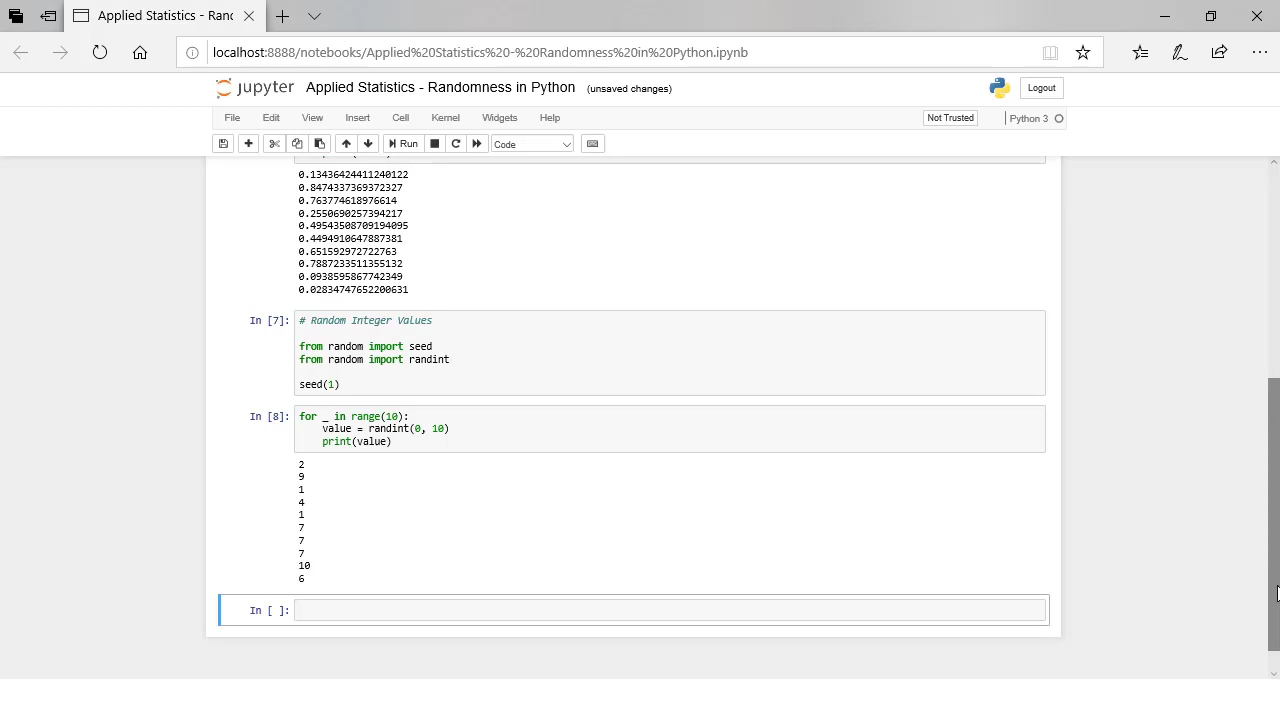 Applied Statistics - Ranc
localhost:8888/notebooks/Applied%20Statistics%20-%20Randomness%20in%20Python.ipynb
jupyter Applied Statistics - Randomness in Python (unsaved changes) Logout
File Edit View Insert Cell Kernel Widgets Help Not Trusted Python 3
Run Code
0.13436424411240122
0.8474337369372327
0.763774618976614
0.2550690257394217
0.49543508709194095
0.4494910647887381
0.651592972722763
0.7887233511355132
0.0938595867742349
0.02834747652200631
In [7]: # Random Integer Values
from random import seed
from random import randint
seed(1)
In [8]: for _ in range(10):
value = randint(0, 10)
print(value)
2
9
1
4
1
7
7
7
10
6
In [ ]: